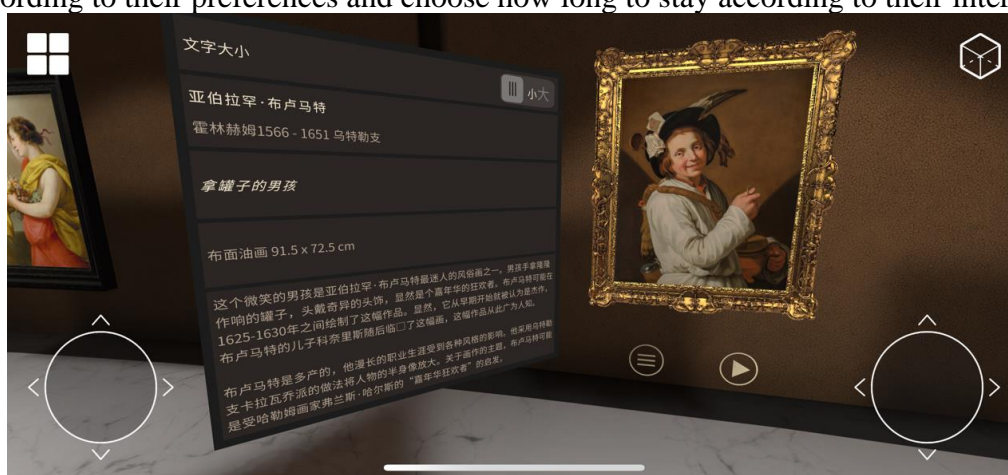 ording to their preferences and choose how long to stay according to their inter
文字大小
小大
亚伯拉罕·布卢马特
霍林赫姆1566 - 1651 乌特勒支
拿罐子的男孩
布面油画 91.5 x 72.5 cm
这个微笑的男孩是亚伯拉罕·布卢马特最迷人的风俗画之一。男孩手拿隆隆
作响的罐子，头戴奇异的头饰，显然是个嘉年华的狂欢者。布卢马特可能在
1625-1630年之间绘制了这幅作品。显然，它从早期开始就被认为是杰作，
布卢马特的儿子科奈里斯随后临□了这幅画，这幅作品从此广为人知。
布卢马特是多产的，他漫长的职业生涯受到各种风格的影响。他采用乌特勒
支卡拉瓦乔派的做法将人物的半身像放大。关于画作的主题，布卢马特可能
是受哈勒姆画家弗兰斯·哈尔斯的“嘉年华狂欢者”的启发。